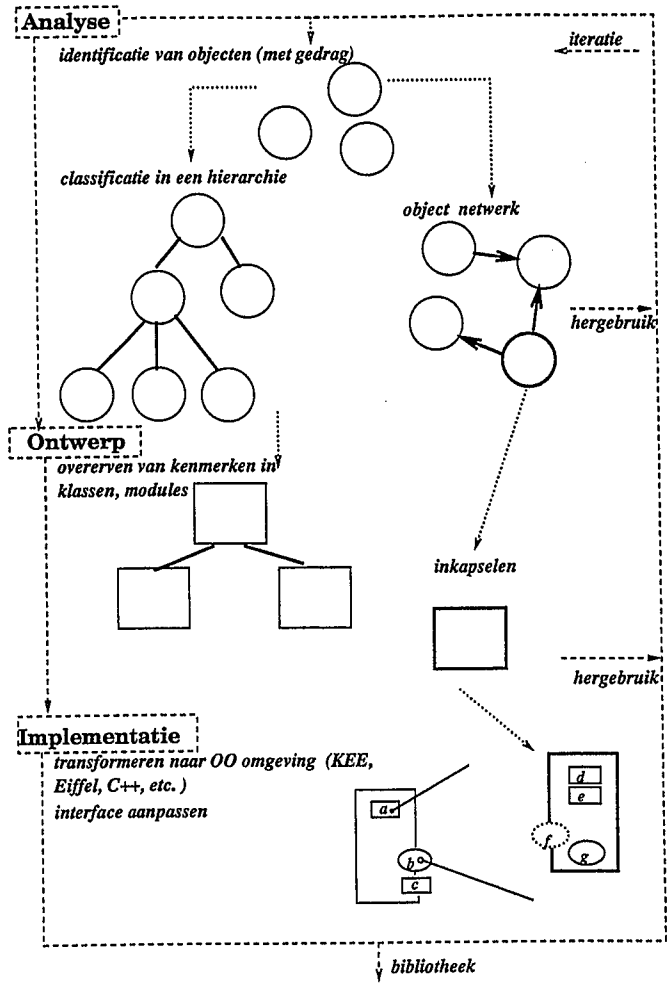 Analyse
identificatie van objecten (met gedrag)
iteratie
classificatie in een hierarchie
object netwerk
hergebruik
Ontwerp
overerven van kenmerken in
klassen, modules
inkapselen
hergebruik
Implementatie
transformeren naar OO omgeving (KEE,
Eiffel, C++, etc. )
interface aanpassen
a
b
c
d
e
f
g
bibliotheek